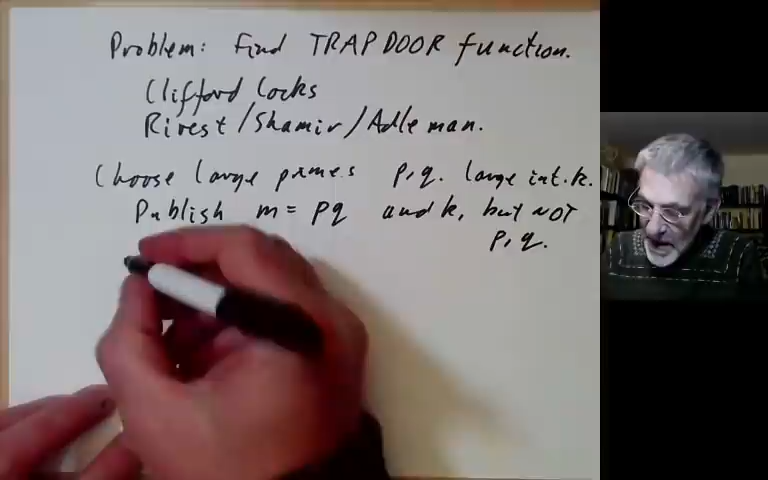 Problem: Find TRAPDOOR function.
Clifford Cocks
Rivest/Shamir/Adleman.
Choose large primes p,q. large int. k.
Publish m = pq and k, but NOT
p, q.